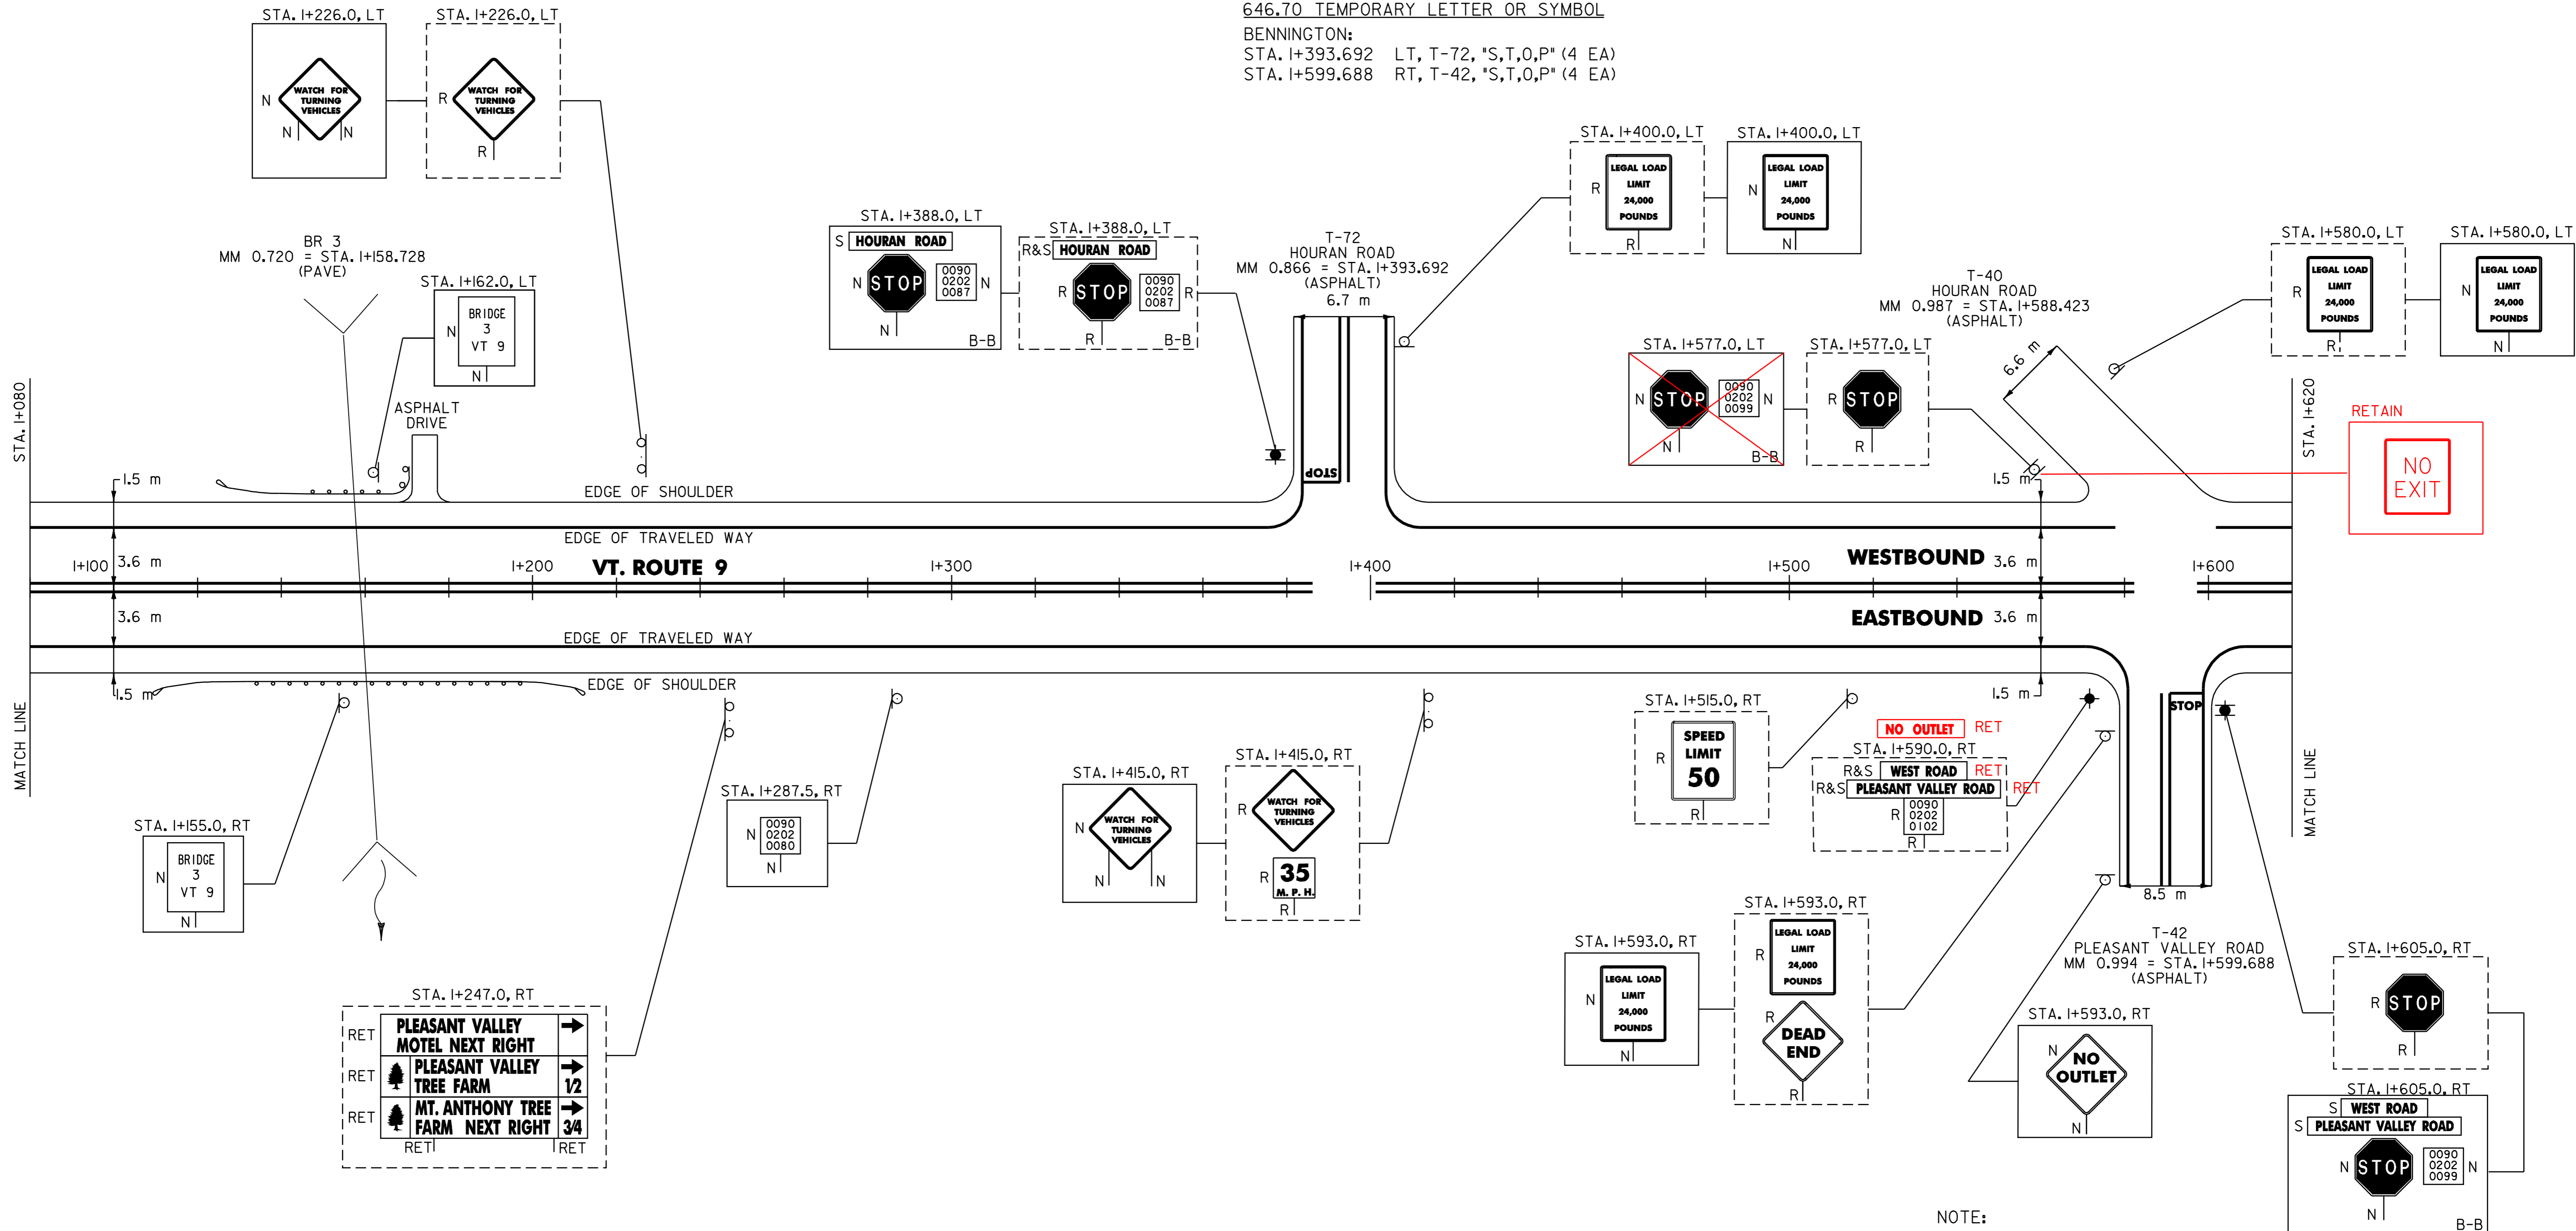 646.70 TEMPORARY LETTER OR SYMBOL
BENNINGTON:
STA. 1+393.692 LT, T-72, "S,T,O,P" (4 EA)
STA. 1+599.688 RT, T-42, "S,T,O,P" (4 EA)
STA. 1+226.0, LT
N
WATCH FOR
TURNING
VEHICLES
N N
STA. 1+226.0, LT
R
WATCH FOR
TURNING
VEHICLES
R
BR 3
MM 0.720 = STA. 1+158.728
(PAVE)
STA. 1+162.0, LT
N
BRIDGE
3
VT 9
N
ASPHALT
DRIVE
STA. 1+388.0, LT
S HOURAN ROAD
N STOP
0090
0202
0087
N
N
B-B
STA. 1+388.0, LT
R&S HOURAN ROAD
R STOP
0090
0202
0087
R
R
B-B
T-72
HOURAN ROAD
MM 0.866 = STA. 1+393.692
(ASPHALT)
6.7 m
STA. 1+400.0, LT
R
LEGAL LOAD
LIMIT
24,000
POUNDS
R
STA. 1+400.0, LT
N
LEGAL LOAD
LIMIT
24,000
POUNDS
N
T-40
HOURAN ROAD
MM 0.987 = STA. 1+588.423
(ASPHALT)
6.6 m
STA. 1+577.0, LT
N STOP
0090
0202
0099
N
N
B-B
STA. 1+577.0, LT
R STOP
R
STA. 1+580.0, LT
R
LEGAL LOAD
LIMIT
24,000
POUNDS
R
STA. 1+580.0, LT
N
LEGAL LOAD
LIMIT
24,000
POUNDS
N
RETAIN
NO
EXIT
STA. 1+080
MATCH LINE
STA. 1+620
MATCH LINE
1.5 m
EDGE OF SHOULDER
STOP
1.5 m
EDGE OF TRAVELED WAY
1+100
3.6 m
1+200
VT. ROUTE 9
1+300
1+400
1+500
WESTBOUND
3.6 m
1+600
3.6 m
EASTBOUND
3.6 m
EDGE OF TRAVELED WAY
1.5 m
EDGE OF SHOULDER
1.5 m
STOP
STA. 1+155.0, RT
N
BRIDGE
3
VT 9
N
STA. 1+247.0, RT
RET
PLEASANT VALLEY
MOTEL NEXT RIGHT
RET
PLEASANT VALLEY
TREE FARM 1/2
RET
MT. ANTHONY TREE
FARM NEXT RIGHT 3/4
RET RET
STA. 1+287.5, RT
N
0090
0202
0080
N
STA. 1+415.0, RT
N
WATCH FOR
TURNING
VEHICLES
N N
STA. 1+415.0, RT
R
WATCH FOR
TURNING
VEHICLES
R
35
M. P. H.
R
STA. 1+515.0, RT
R
SPEED
LIMIT
50
R
NO OUTLET RET
STA. 1+590.0, RT
R&S WEST ROAD RET
R&S PLEASANT VALLEY ROAD RET
R
0090
0202
0102
R
STA. 1+593.0, RT
N
LEGAL LOAD
LIMIT
24,000
POUNDS
N
STA. 1+593.0, RT
R
LEGAL LOAD
LIMIT
24,000
POUNDS
R
DEAD
END
R
8.5 m
T-42
PLEASANT VALLEY ROAD
MM 0.994 = STA. 1+599.688
(ASPHALT)
STA. 1+593.0, RT
N
NO
OUTLET
N
STA. 1+605.0, RT
R STOP
R
STA. 1+605.0, RT
S WEST ROAD
S PLEASANT VALLEY ROAD
N STOP
0090
0202
0099
N
N
B-B
NOTE: